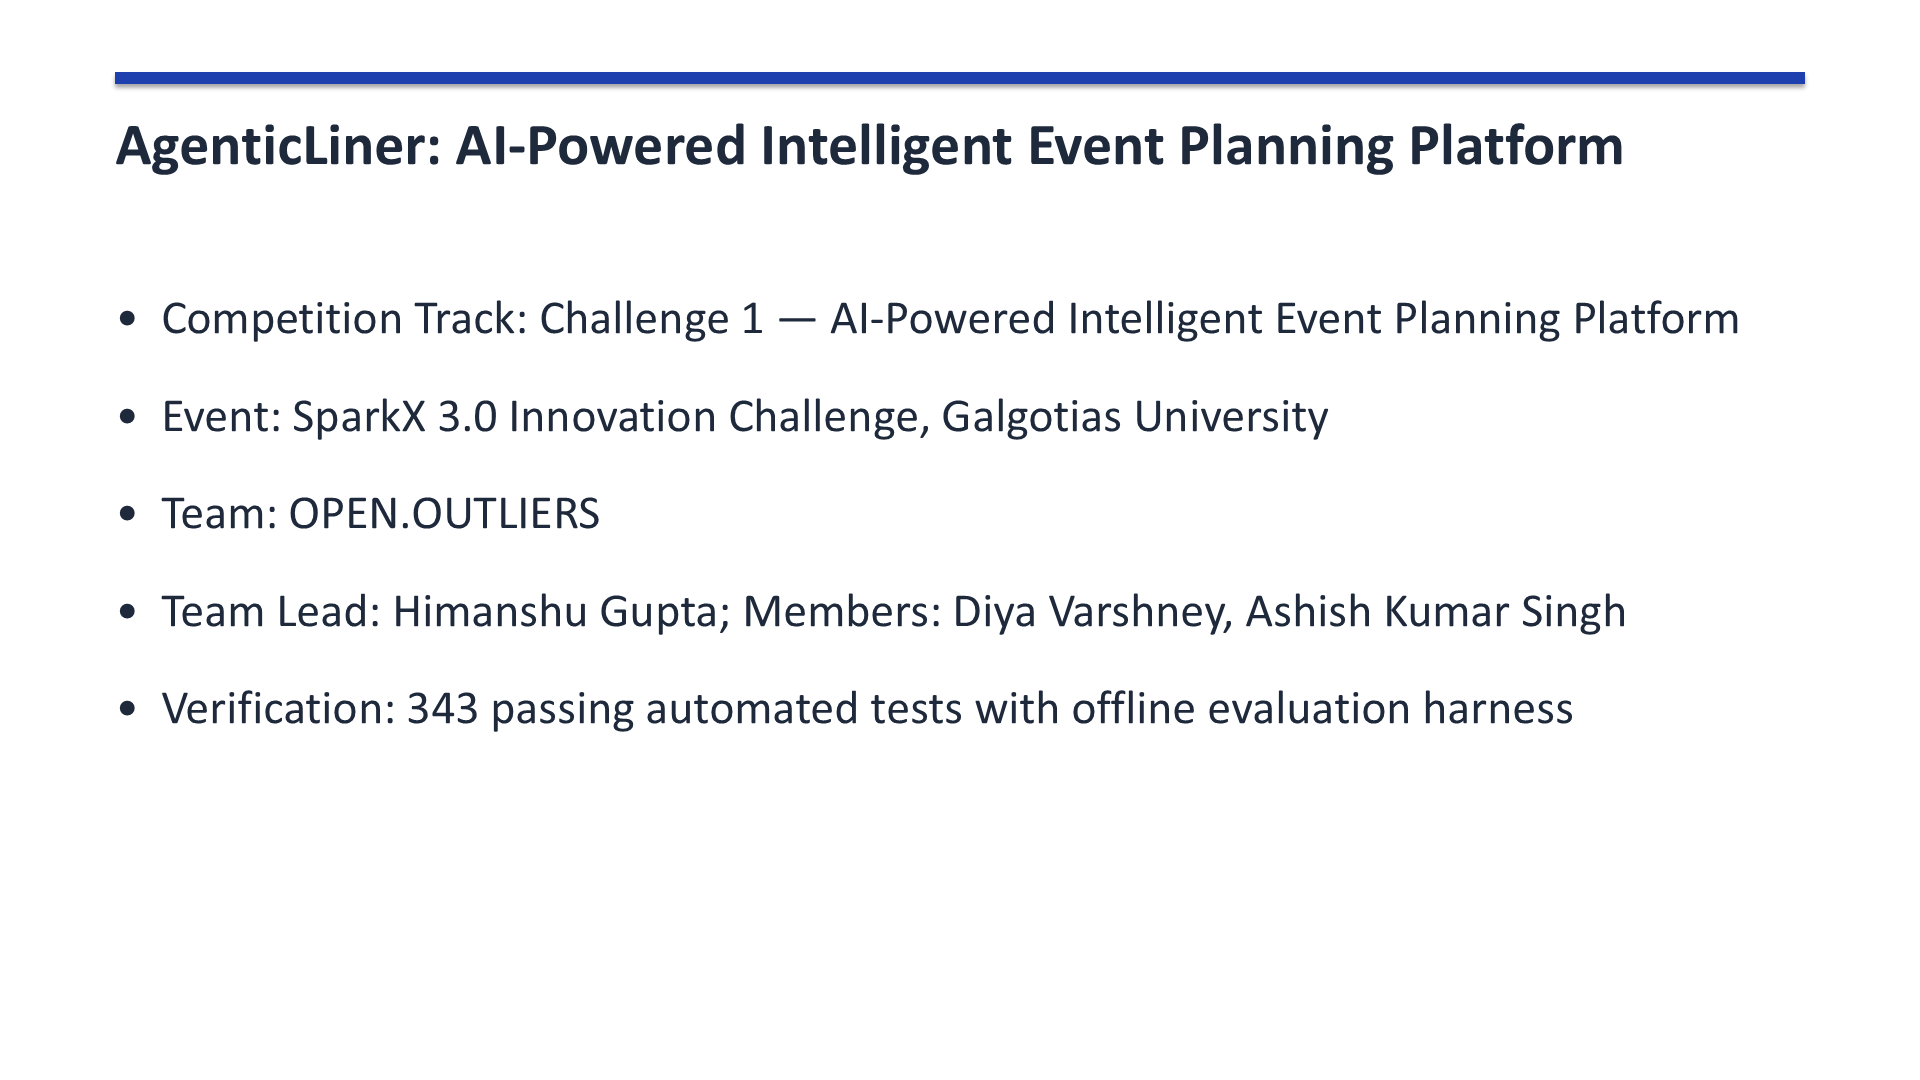 AgenticLiner: AI-Powered Intelligent Event Planning Platform
• Competition Track: Challenge 1 — AI-Powered Intelligent Event Planning Platform
• Event: SparkX 3.0 Innovation Challenge, Galgotias University
• Team: OPEN.OUTLIERS
• Team Lead: Himanshu Gupta; Members: Diya Varshney, Ashish Kumar Singh
• Verification: 343 passing automated tests with offline evaluation harness